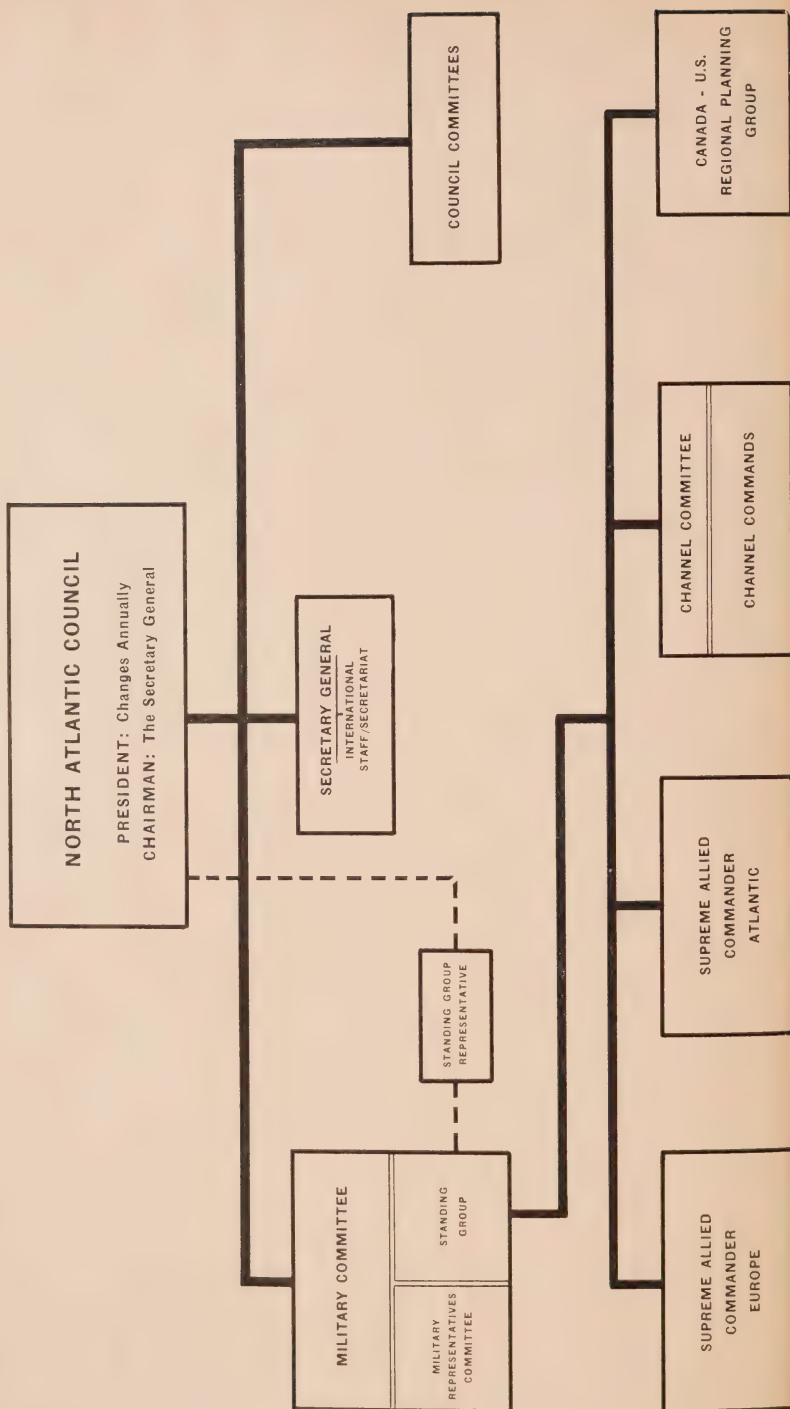 NORTH ATLANTIC COUNCIL
PRESIDENT: Changes Annually
CHAIRMAN: The Secretary General
SECRETARY GENERAL
INTERNATIONAL
STAFF/SECRETARIAT
COUNCIL COMMITTEES
MILITARY COMMITTEE
MILITARY
REPRESENTATIVES
COMMITTEE
STANDING
GROUP
STANDING GROUP
REPRESENTATIVE
SUPREME ALLIED
COMMANDER
EUROPE
SUPREME ALLIED
COMMANDER
ATLANTIC
CHANNEL COMMITTEE
CHANNEL COMMANDS
CANADA - U.S.
REGIONAL PLANNING
GROUP